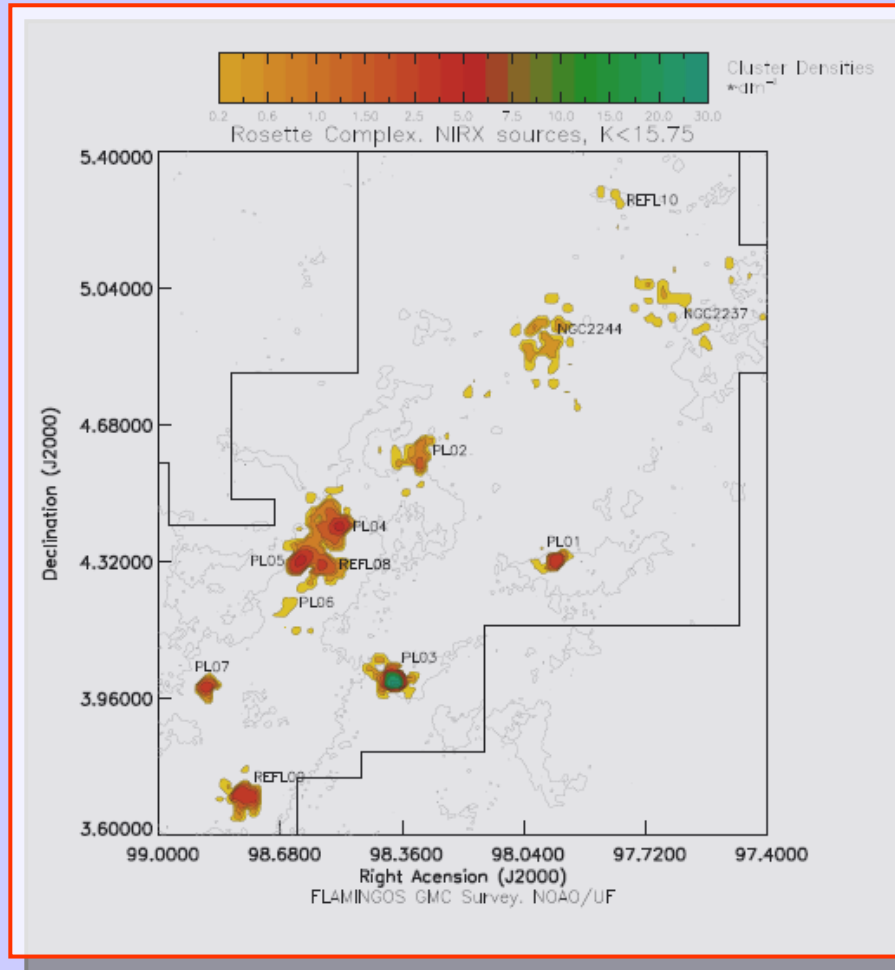 Cluster Densities
0.2 0.6 1.0 1.50 2.5 5.0 7.5 10.0 15.0 20.0 30.0
Rosette Complex. NIRX sources, K<15.75
5.40000
REFL10
5.04000
NGC2237
NGC2244
4.68000
PL02
PL04
PL01
PL05
REFL08
4.32000
PL06
PL03
PL07
3.96000
REFL09
3.60000
99.0000 98.6800 98.3600 98.0400 97.7200 97.4000
Declination (J2000)
Right Acension (J2000)
FLAMINGOS GMC Survey. NOAO/UF